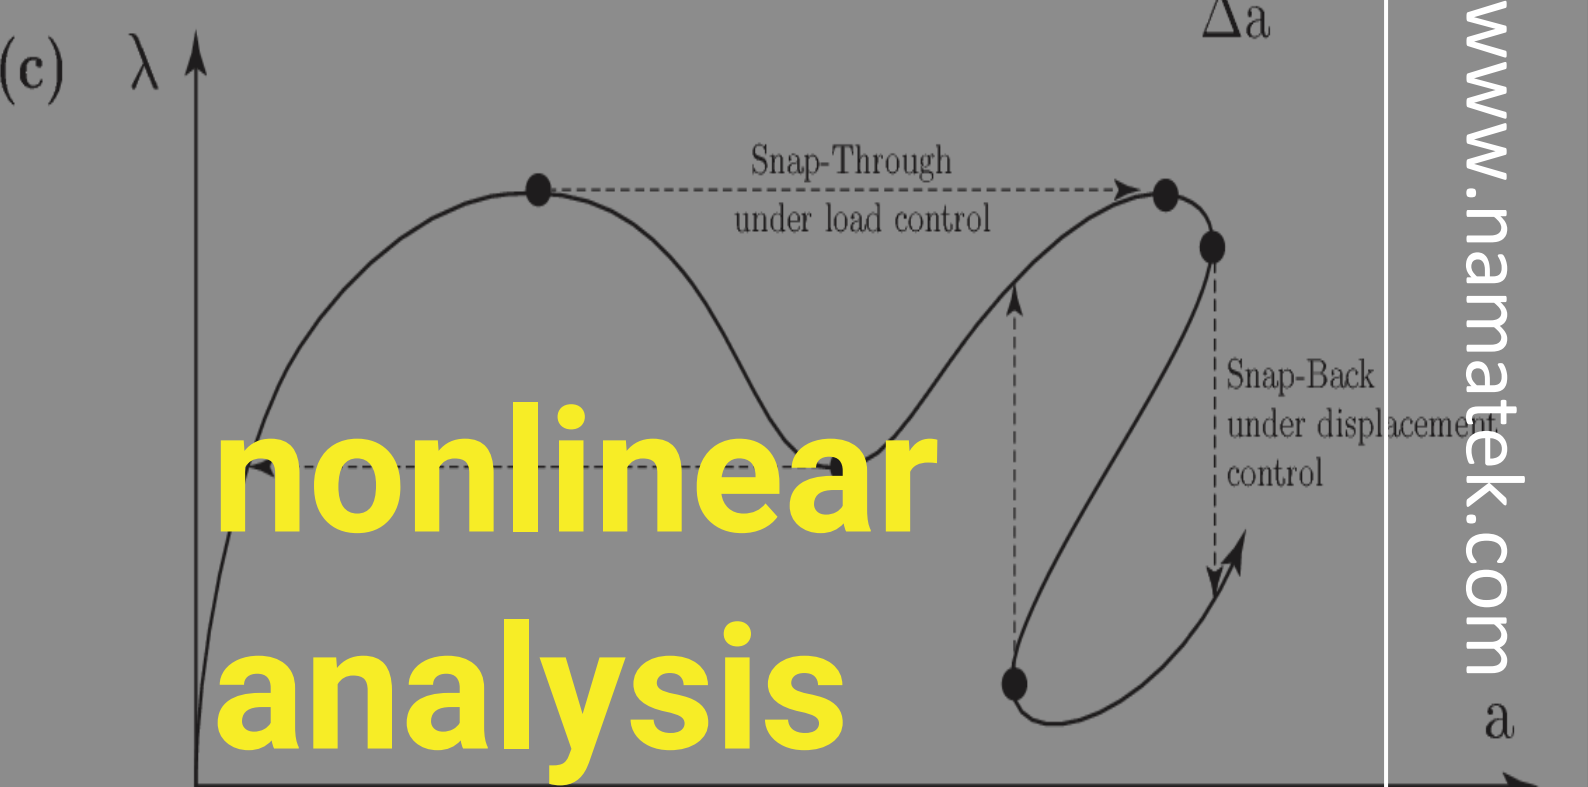 Δa
(c) λ
Snap-Through
under load control
Snap-Back
under displacement
control
nonlinear
analysis
a
www.namatek.com